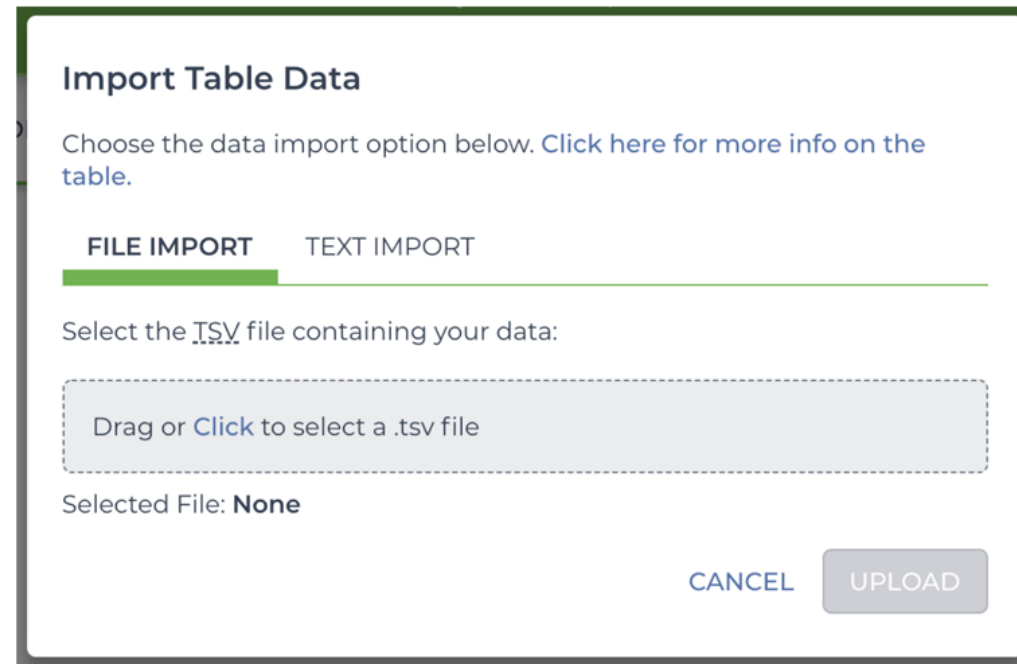 Import Table Data
Choose the data import option below. Click here for more info on the
table.
FILE IMPORT TEXT IMPORT
Select the TSV file containing your data:
Drag or Click to select a .tsv file
Selected File: None
CANCEL UPLOAD